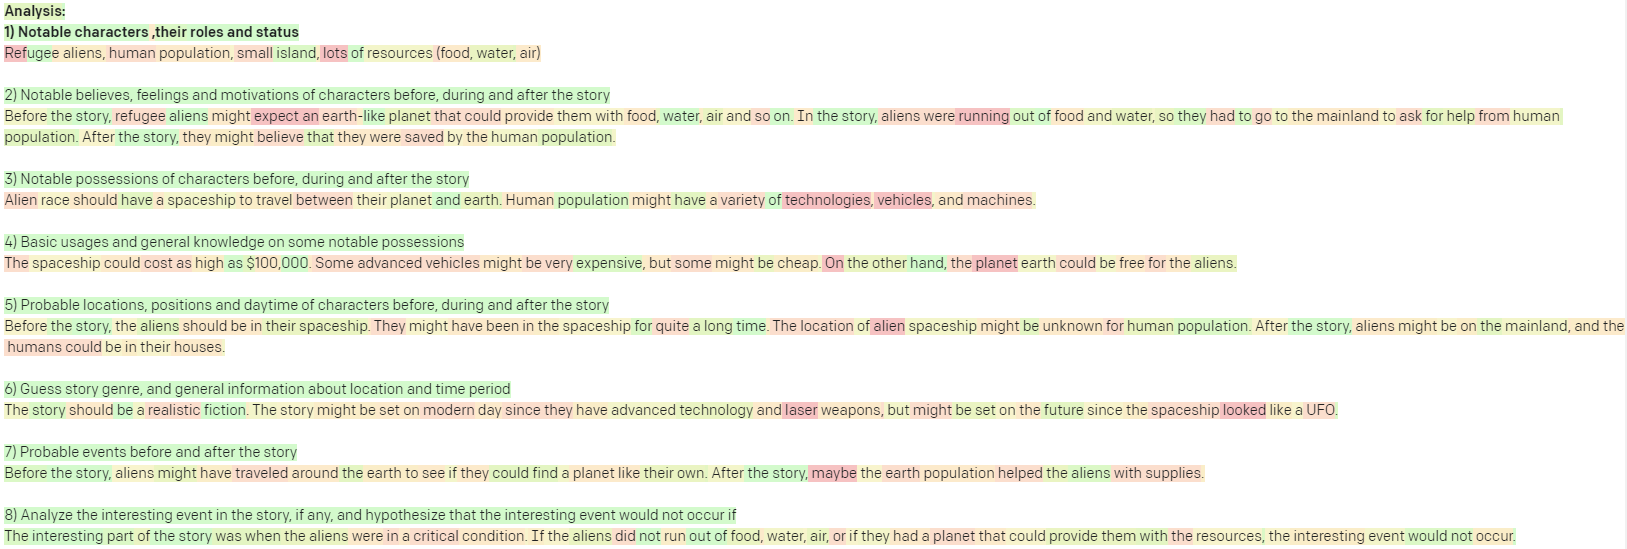 Analysis:
1) Notable characters ,their roles and status
Refugee aliens, human population, small island, lots of resources (food, water, air)
2) Notable believes, feelings and motivations of characters before, during and after the story
Before the story, refugee aliens might expect an earth-like planet that could provide them with food, water, air and so on. In the story, aliens were running out of food and water, so they had to go to the mainland to ask for help from human
population. After the story, they might believe that they were saved by the human population.
3) Notable possessions of characters before, during and after the story
Alien race should have a spaceship to travel between their planet and earth. Human population might have a variety of technologies, vehicles, and machines.
4) Basic usages and general knowledge on some notable possessions
The spaceship could cost as high as $100,000. Some advanced vehicles might be very expensive, but some might be cheap. On the other hand, the planet earth could be free for the aliens.
5) Probable locations, positions and daytime of characters before, during and after the story
Before the story, the aliens should be in their spaceship. They might have been in the spaceship for quite a long time. The location of alien spaceship might be unknown for human population. After the story, aliens might be on the mainland, and the
humans could be in their houses.
6) Guess story genre, and general information about location and time period
The story should be a realistic fiction. The story might be set on modern day since they have advanced technology and laser weapons, but might be set on the future since the spaceship looked like a UFO.
7) Probable events before and after the story
Before the story, aliens might have traveled around the earth to see if they could find a planet like their own. After the story, maybe the earth population helped the aliens with supplies.
8) Analyze the interesting event in the story, if any, and hypothesize that the interesting event would not occur if
The interesting part of the story was when the aliens were in a critical condition. If the aliens did not run out of food, water, air, or if they had a planet that could provide them with the resources, the interesting event would not occur.